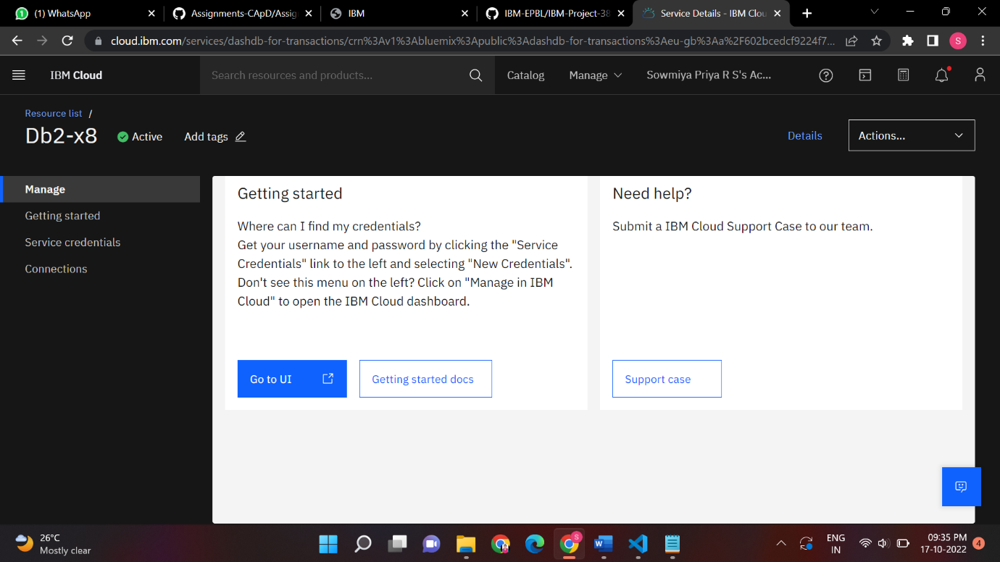 (1) WhatsApp
Assignments-CApD/Assig
IBM
IBM-EPBL/IBM-Project-38
Service Details - IBM Clou
cloud.ibm.com/services/dashdb-for-transactions/crn%3Av1%3Abluemix%3Apublic%3Adashdb-for-transactions%3Aeu-gb%3Aa%2F602bcedcf9224f7...
S
IBM Cloud
Search resources and products...
Catalog
Manage
Sowmiya Priya R S's Ac...
Resource list /
Db2-x8
Active
Add tags
Details
Actions...
Manage
Getting started
Service credentials
Connections
Getting started
Where can I find my credentials?
Get your username and password by clicking the "Service
Credentials" link to the left and selecting "New Credentials".
Don't see this menu on the left? Click on "Manage in IBM
Cloud" to open the IBM Cloud dashboard.
Go to UI
Getting started docs
Need help?
Submit a IBM Cloud Support Case to our team.
Support case
26°C
Mostly clear
S
ENG
IN
09:35 PM
17-10-2022
4